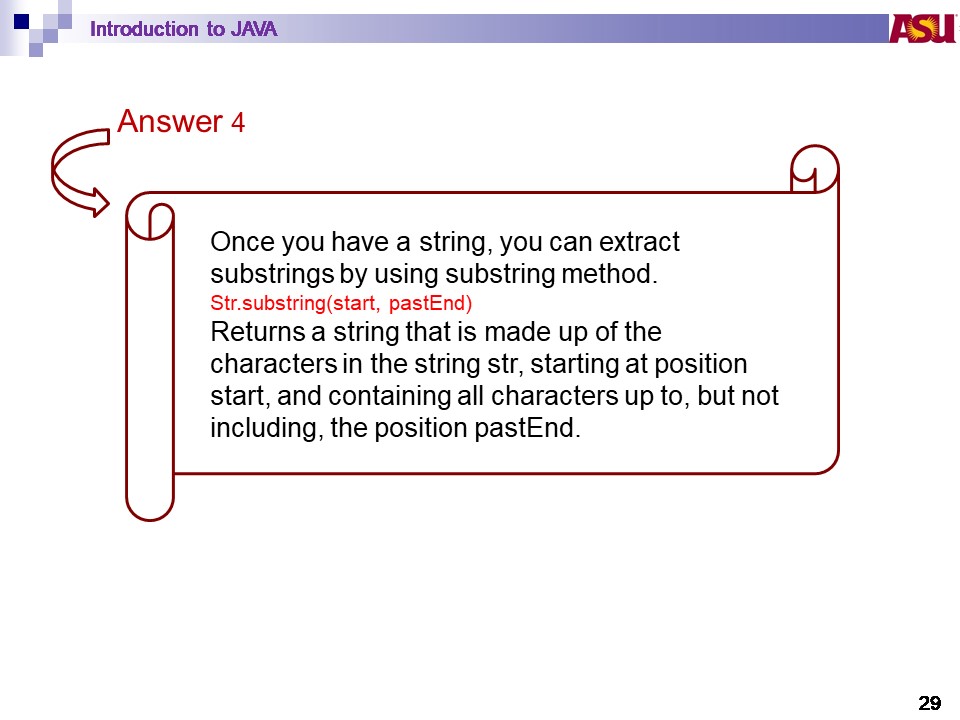 Introduction to JAVA
ASU
Answer 4
Once you have a string, you can extract
substrings by using substring method.
Str.substring(start, pastEnd)
Returns a string that is made up of the
characters in the string str, starting at position
start, and containing all characters up to, but not
including, the position pastEnd.
29